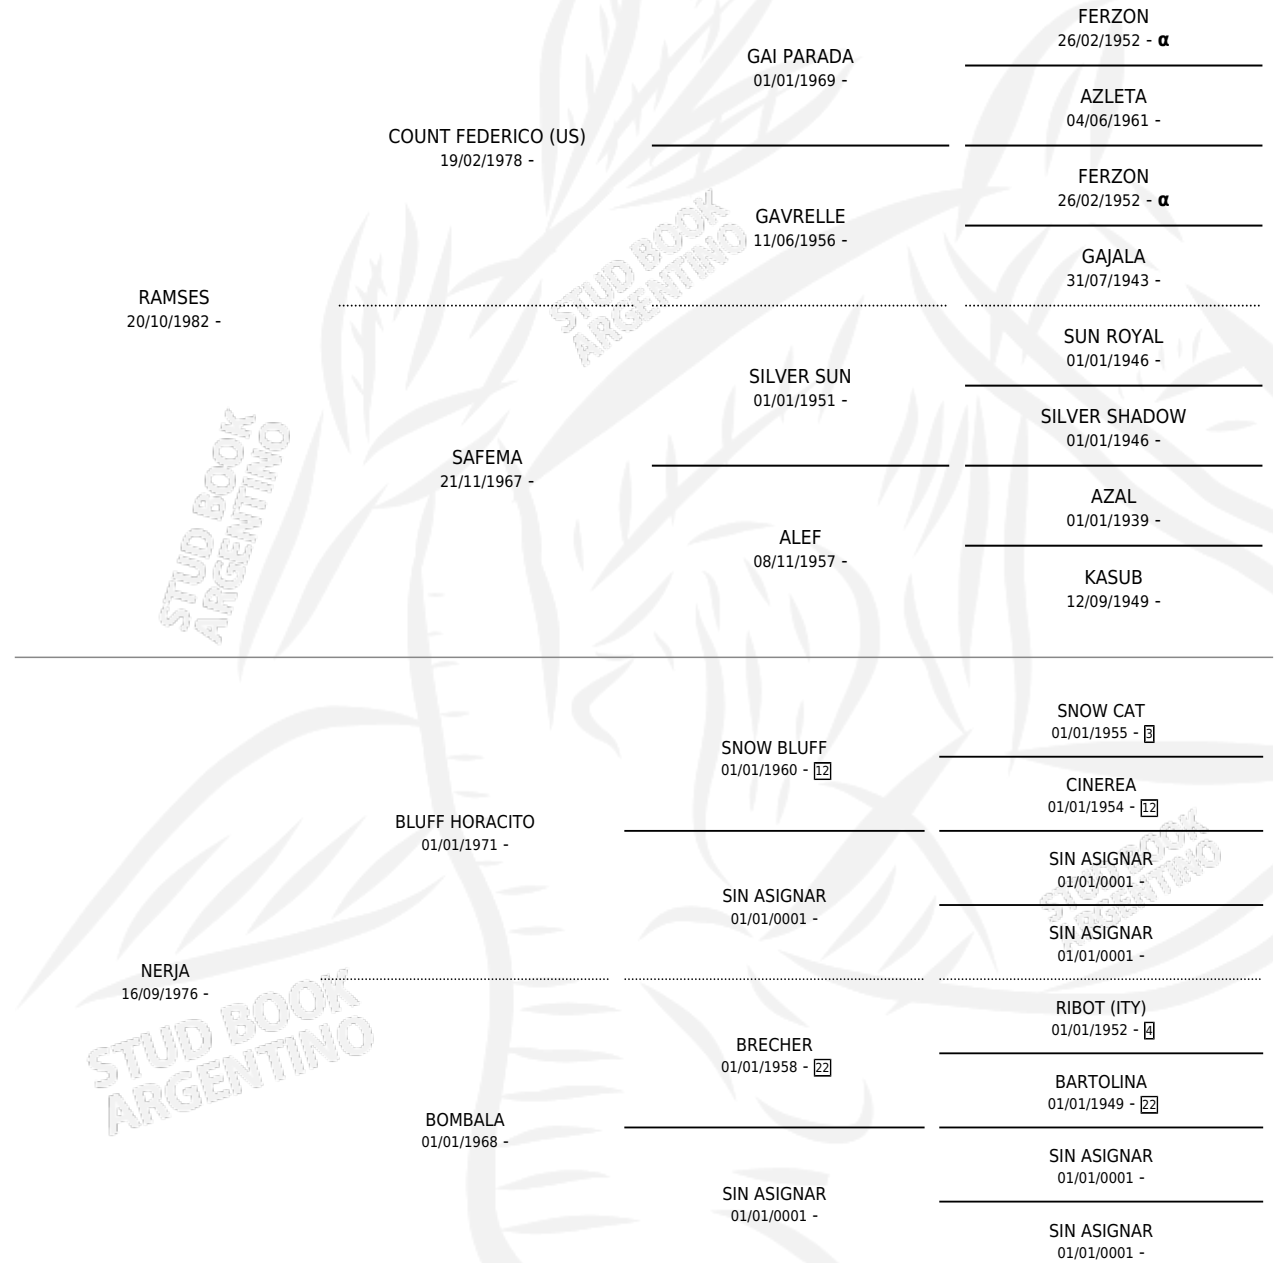 FERZON
26/02/1952 - α
GAI PARADA
01/01/1969 -
AZLETA
04/06/1961 -
COUNT FEDERICO (US)
19/02/1978 -
FERZON
26/02/1952 - α
GAVRELLE
11/06/1956 -
GAJALA
31/07/1943 -
STUD BOOK
ARGENTINO
RAMSES
20/10/1982 -
SUN ROYAL
01/01/1946 -
SILVER SUN
01/01/1951 -
SILVER SHADOW
01/01/1946 -
STUD BOOK
ARGENTINO
SAFEMA
21/11/1967 -
AZAL
01/01/1939 -
ALEF
08/11/1957 -
KASUB
12/09/1949 -
SNOW CAT
01/01/1955 - 3
SNOW BLUFF
01/01/1960 - 12
CINEREA
01/01/1954 - 12
BLUFF HORACITO
01/01/1971 -
STUD BOOK
ARGENTINO
SIN ASIGNAR
01/01/0001 -
SIN ASIGNAR
01/01/0001 -
SIN ASIGNAR
01/01/0001 -
NERJA
16/09/1976 -
STUD BOOK
ARGENTINO
RIBOT (ITY)
01/01/1952 - 4
BRECHER
01/01/1958 - 22
BARTOLINA
01/01/1949 - 22
BOMBALA
01/01/1968 -
SIN ASIGNAR
01/01/0001 -
SIN ASIGNAR
01/01/0001 -
SIN ASIGNAR
01/01/0001 -